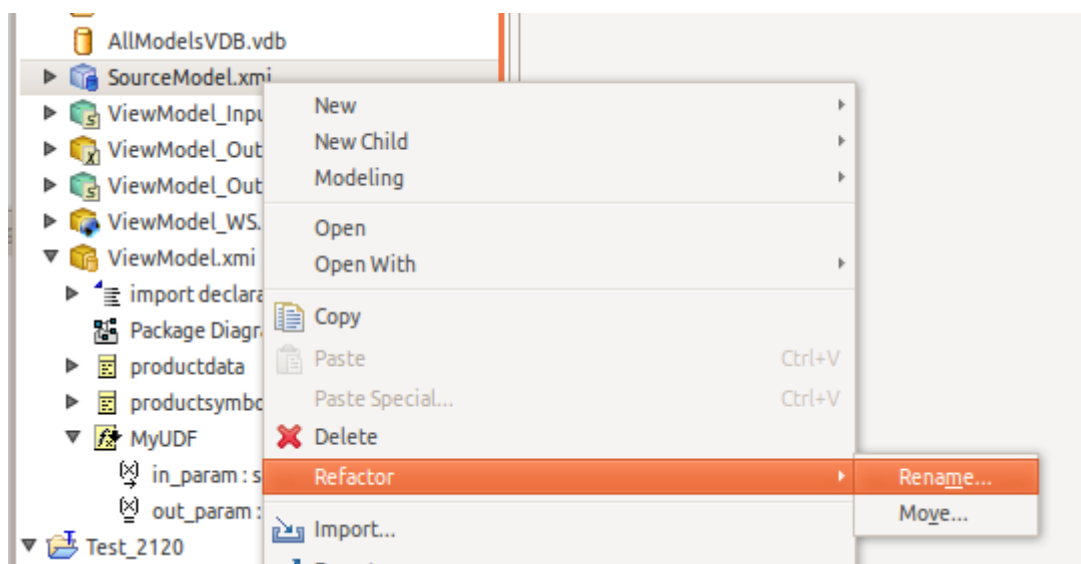 AllModelsVDB.vdb
SourceModel.xmi
ViewModel_Inpu
ViewModel_Out
ViewModel_Out
ViewModel_WS.
ViewModel.xmi
import declara
Package Diagr
productdata
productsymbo
MyUDF
in_param : s
out_param :
Test_2120
New
New Child
Modeling
Open
Open With
Copy
Paste Ctrl+V
Paste Special... Ctrl+V
Delete
Refactor
Import...
Rename...
Move...